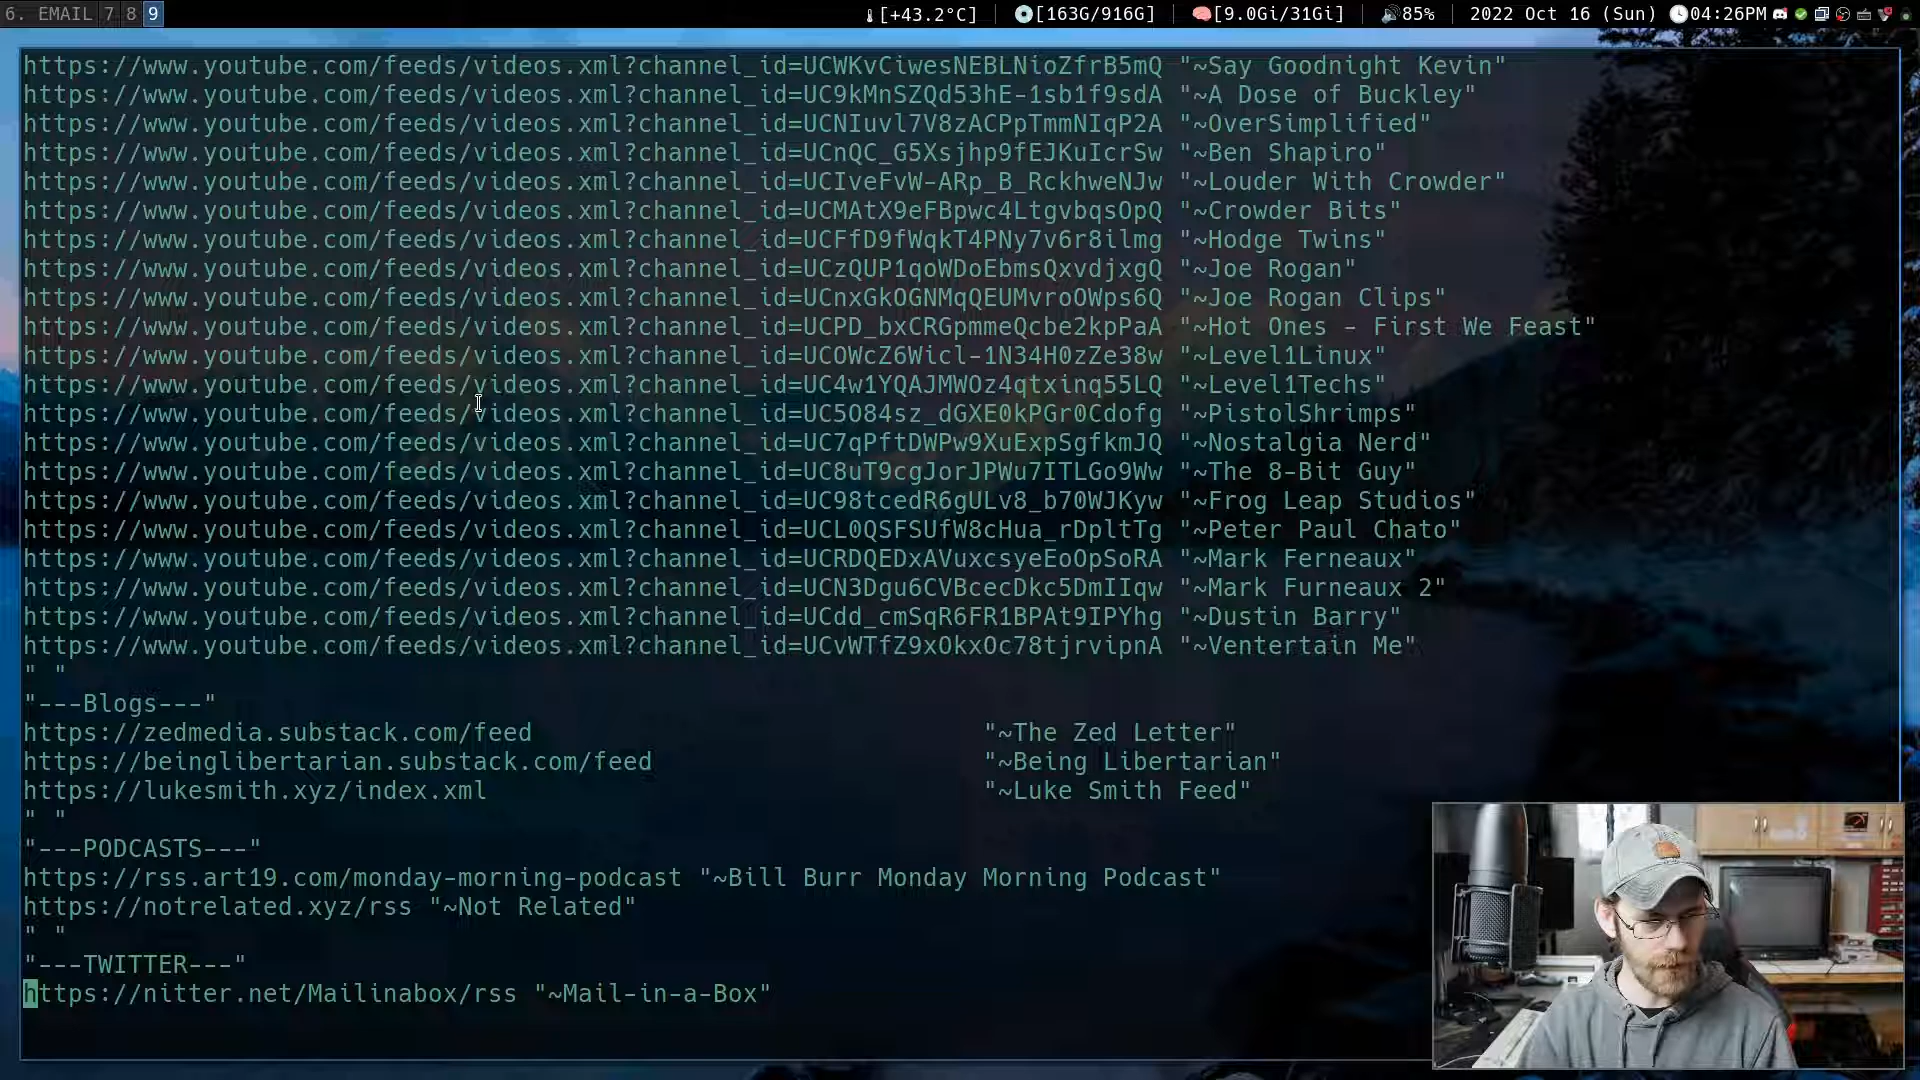 6. EMAIL 7 8 9 [+43.2°C] [163G/916G] [9.0Gi/31Gi] 85% 2022 Oct 16 (Sun) 04:26PM
https://www.youtube.com/feeds/videos.xml?channel_id=UCWKvCiwesNEBLNioZfrB5mQ "~Say Goodnight Kevin"
https://www.youtube.com/feeds/videos.xml?channel_id=UC9kMnSZQd53hE-1sb1f9sdA "~A Dose of Buckley"
https://www.youtube.com/feeds/videos.xml?channel_id=UCNIuvl7V8zACPpTmmNIqP2A "~OverSimplified"
https://www.youtube.com/feeds/videos.xml?channel_id=UCnQC_G5Xsjhp9fEJKuIcrSw "~Ben Shapiro"
https://www.youtube.com/feeds/videos.xml?channel_id=UCIveFvW-ARp_B_RckhweNJw "~Louder With Crowder"
https://www.youtube.com/feeds/videos.xml?channel_id=UCMAtX9eFBpwc4LtgvbqsOpQ "~Crowder Bits"
https://www.youtube.com/feeds/videos.xml?channel_id=UCFfD9fWqkT4PNy7v6r8ilmg "~Hodge Twins"
https://www.youtube.com/feeds/videos.xml?channel_id=UCzQUP1qoWDoEbmsQxvdjxgQ "~Joe Rogan"
https://www.youtube.com/feeds/videos.xml?channel_id=UCnxGkOGNMqQEUMvroOWps6Q "~Joe Rogan Clips"
https://www.youtube.com/feeds/videos.xml?channel_id=UCPD_bxCRGpmmeQcbe2kpPaA "~Hot Ones - First We Feast"
https://www.youtube.com/feeds/videos.xml?channel_id=UCOWcZ6Wicl-1N34H0zZe38w "~Level1Linux"
https://www.youtube.com/feeds/videos.xml?channel_id=UC4w1YQAJMWOz4qtxinq55LQ "~Level1Techs"
https://www.youtube.com/feeds/videos.xml?channel_id=UC5O84sz_dGXE0kPGr0Cdofg "~PistolShrimps"
https://www.youtube.com/feeds/videos.xml?channel_id=UC7qPftDWPw9XuExpSgfkmJQ "~Nostalgia Nerd"
https://www.youtube.com/feeds/videos.xml?channel_id=UC8uT9cgJorJPWu7ITLGo9Ww "~The 8-Bit Guy"
https://www.youtube.com/feeds/videos.xml?channel_id=UC98tcedR6gULv8_b70WJKyw "~Frog Leap Studios"
https://www.youtube.com/feeds/videos.xml?channel_id=UCL0QSFSUfW8cHua_rDpltTg "~Peter Paul Chato"
https://www.youtube.com/feeds/videos.xml?channel_id=UCRDQEDxAVuxcsyeEoOpSoRA "~Mark Ferneaux"
https://www.youtube.com/feeds/videos.xml?channel_id=UCN3Dgu6CVBcecDkc5DmIIqw "~Mark Furneaux 2"
https://www.youtube.com/feeds/videos.xml?channel_id=UCdd_cmSqR6FR1BPAt9IPYhg "~Dustin Barry"
https://www.youtube.com/feeds/videos.xml?channel_id=UCvWTfZ9xOkxOc78tjrvipnA "~Ventertain Me"
" "
"---Blogs---"
https://zedmedia.substack.com/feed "~The Zed Letter"
https://beinglibertarian.substack.com/feed "~Being Libertarian"
https://lukesmith.xyz/index.xml "~Luke Smith Feed"
" "
"---PODCASTS---"
https://rss.art19.com/monday-morning-podcast "~Bill Burr Monday Morning Podcast"
https://notrelated.xyz/rss "~Not Related"
" "
"---TWITTER---"
https://nitter.net/Mailinabox/rss "~Mail-in-a-Box"